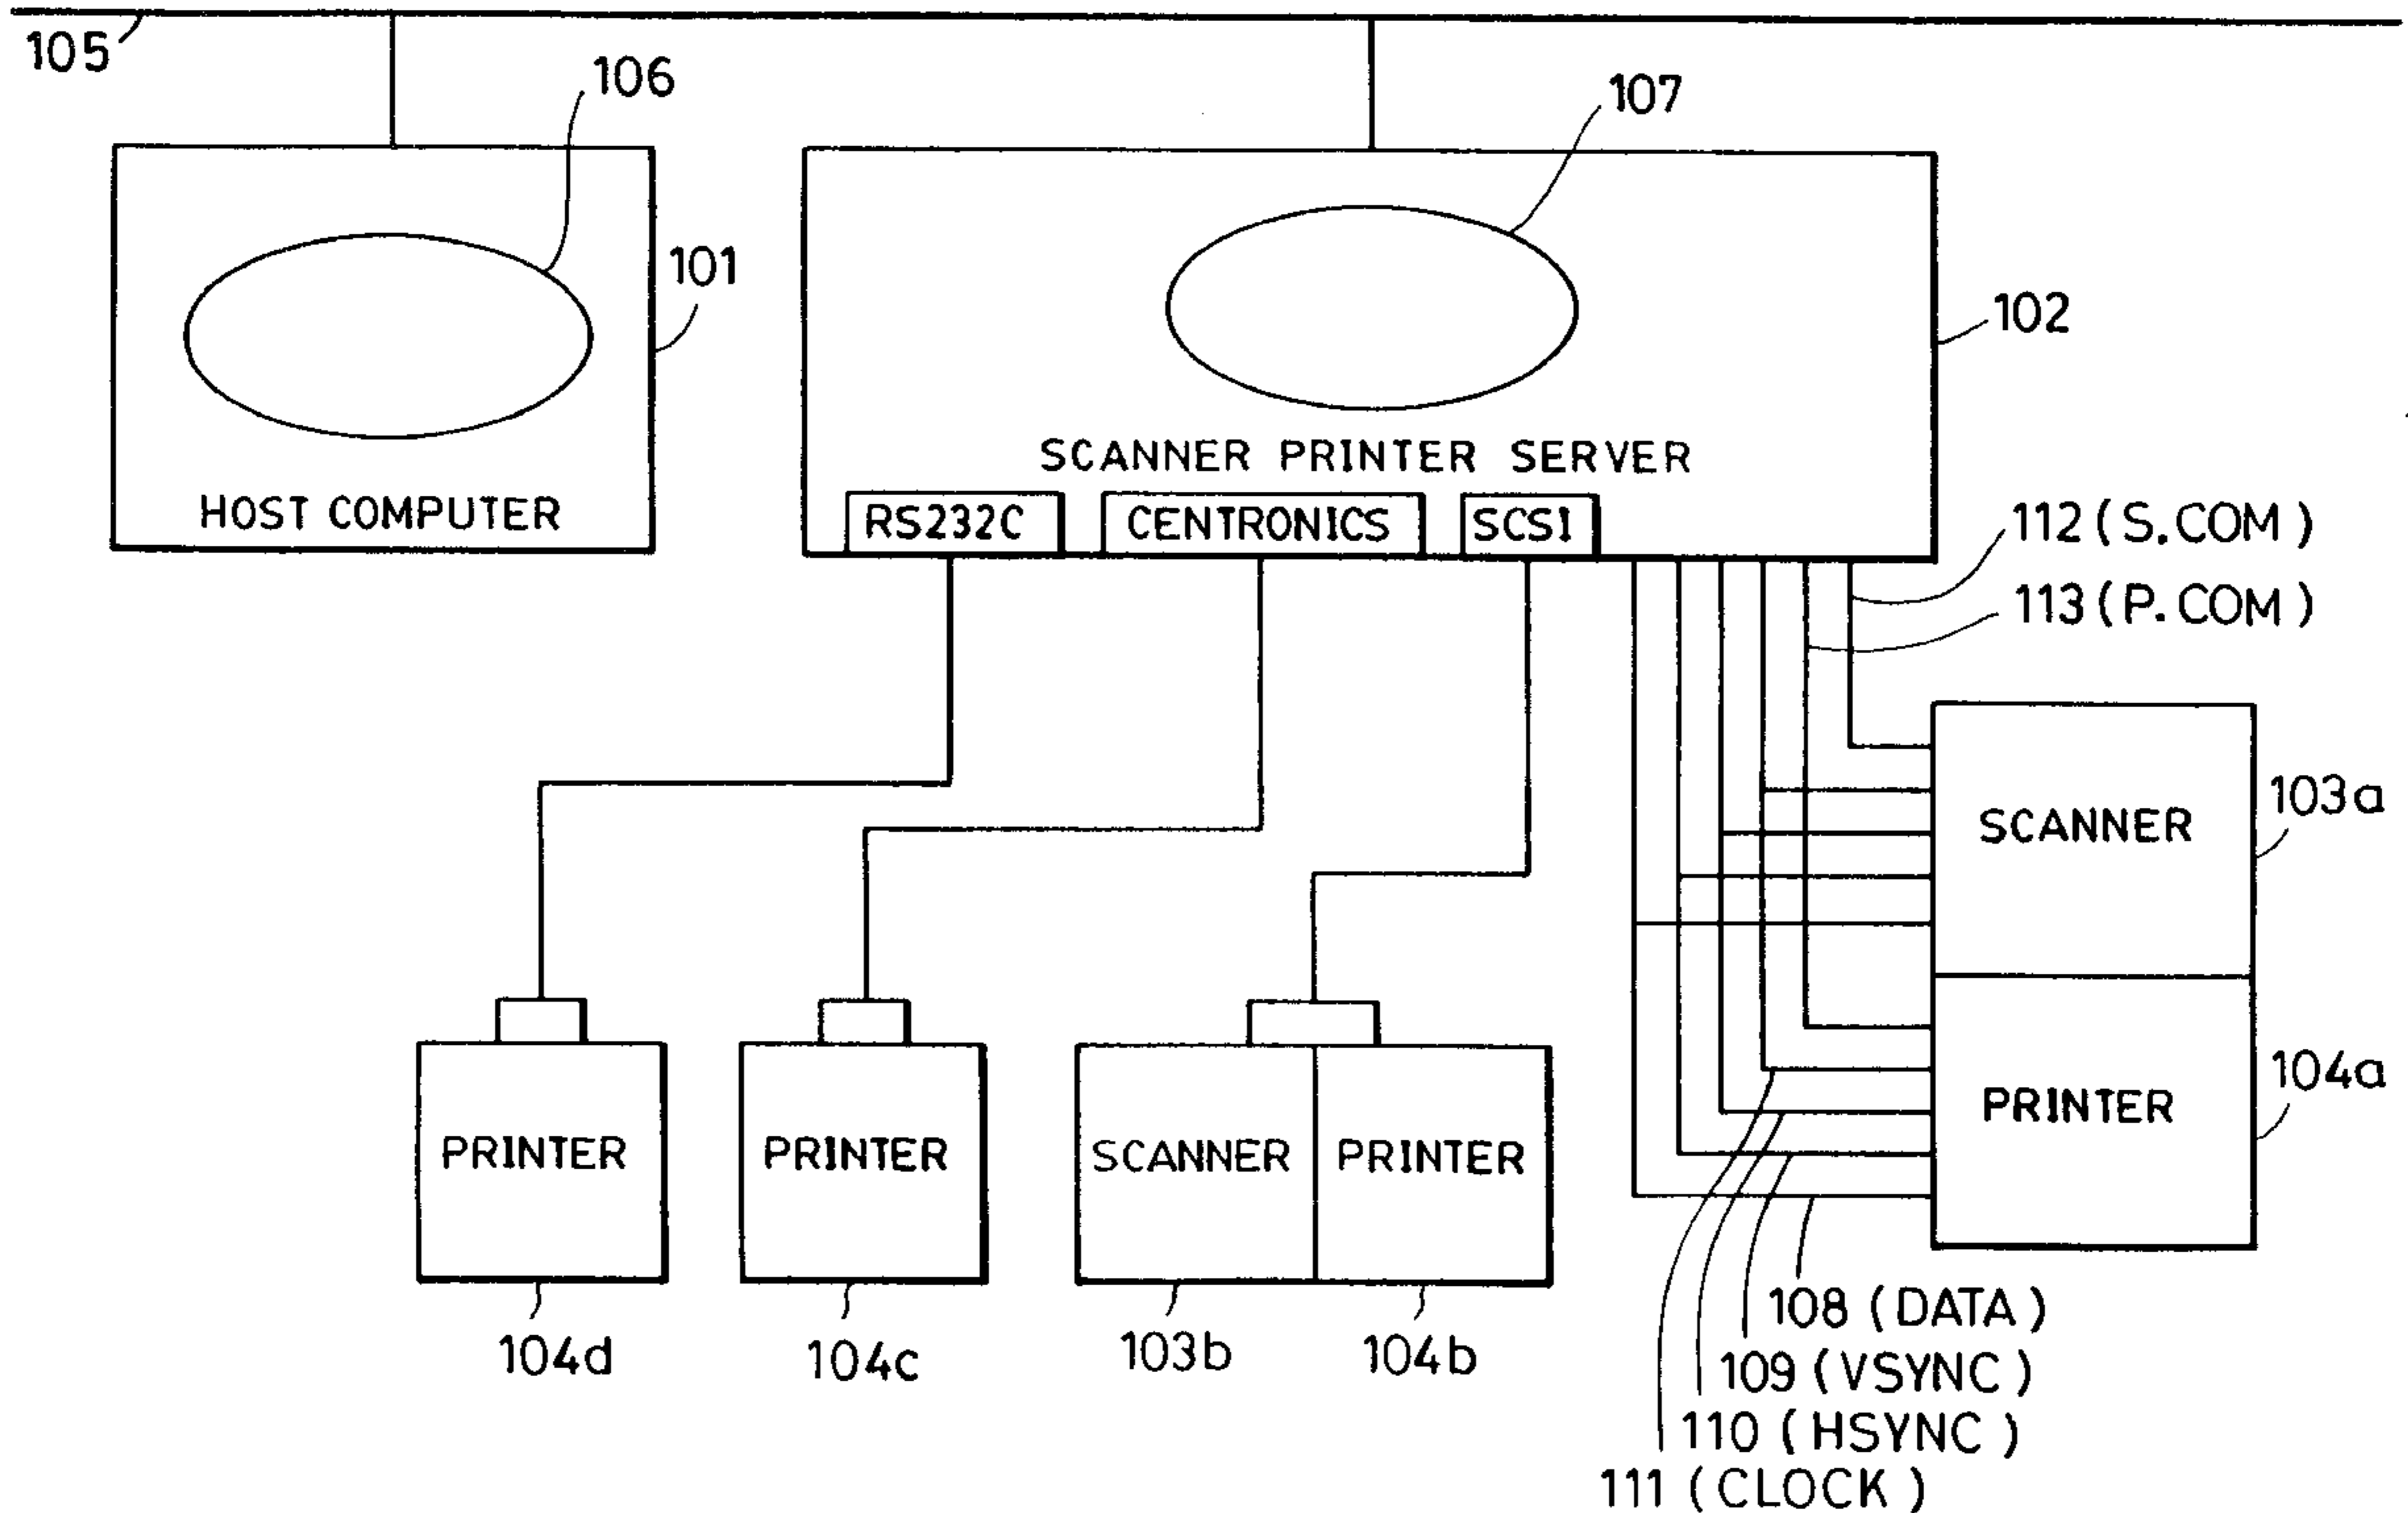 105
106
107
101
102
HOST COMPUTER
SCANNER PRINTER SERVER
RS232C
CENTRONICS
SCSI
112 (S.COM)
113 (P.COM)
SCANNER
103a
PRINTER
104a
PRINTER
PRINTER
SCANNER
PRINTER
104d
104c
103b
104b
108 (DATA)
109 (VSYNC)
110 (HSYNC)
111 (CLOCK)